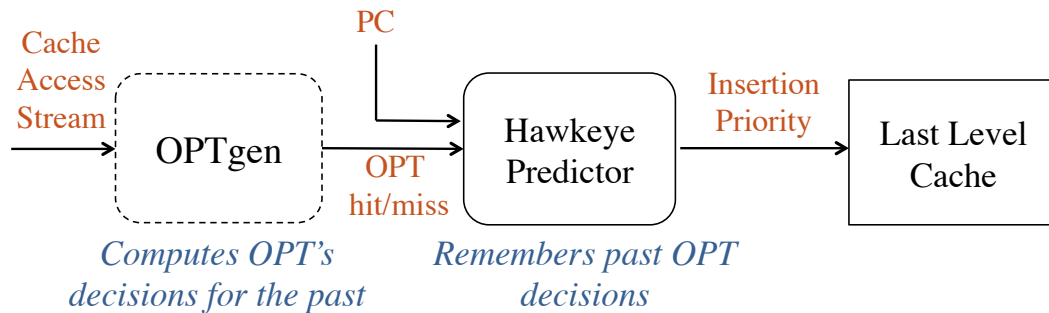 Cache
Access
Stream
OPTgen
Computes OPT's
decisions for the past
PC
OPT
hit/miss
Hawkeye
Predictor
Remembers past OPT
decisions
Insertion
Priority
Last Level
Cache